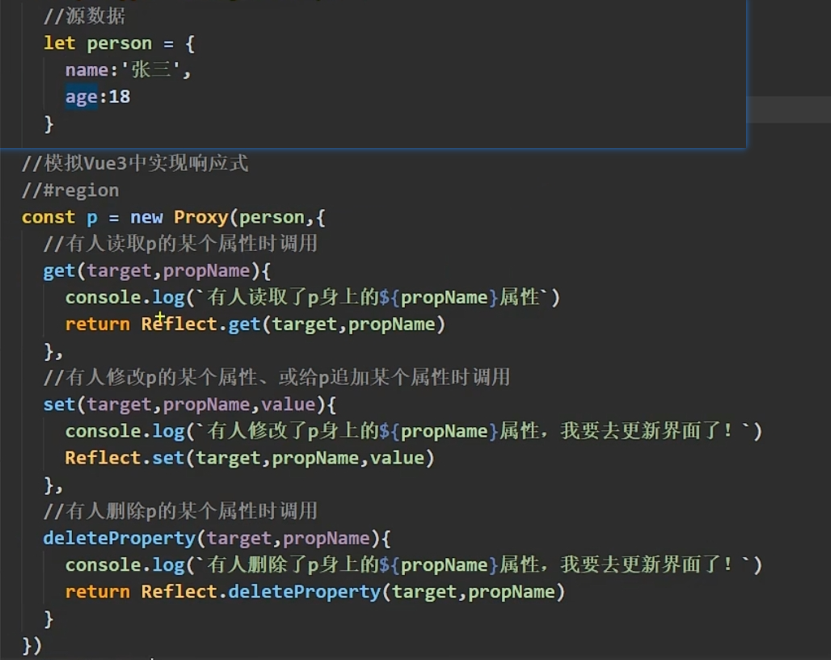 //源数据
let person = {
name:'张三',
age:18
}
//模拟Vue3中实现响应式
//#region
const p = new Proxy(person,{
//有人读取p的某个属性时调用
get(target,propName){
console.log(`有人读取了p身上的${propName}属性`)
return Reflect.get(target,propName)
},
//有人修改p的某个属性、或给p追加某个属性时调用
set(target,propName,value){
console.log(`有人修改了p身上的${propName}属性，我要去更新界面了！`)
Reflect.set(target,propName,value)
},
//有人删除p的某个属性时调用
deleteProperty(target,propName){
console.log(`有人删除了p身上的${propName}属性，我要去更新界面了！`)
return Reflect.deleteProperty(target,propName)
}
})